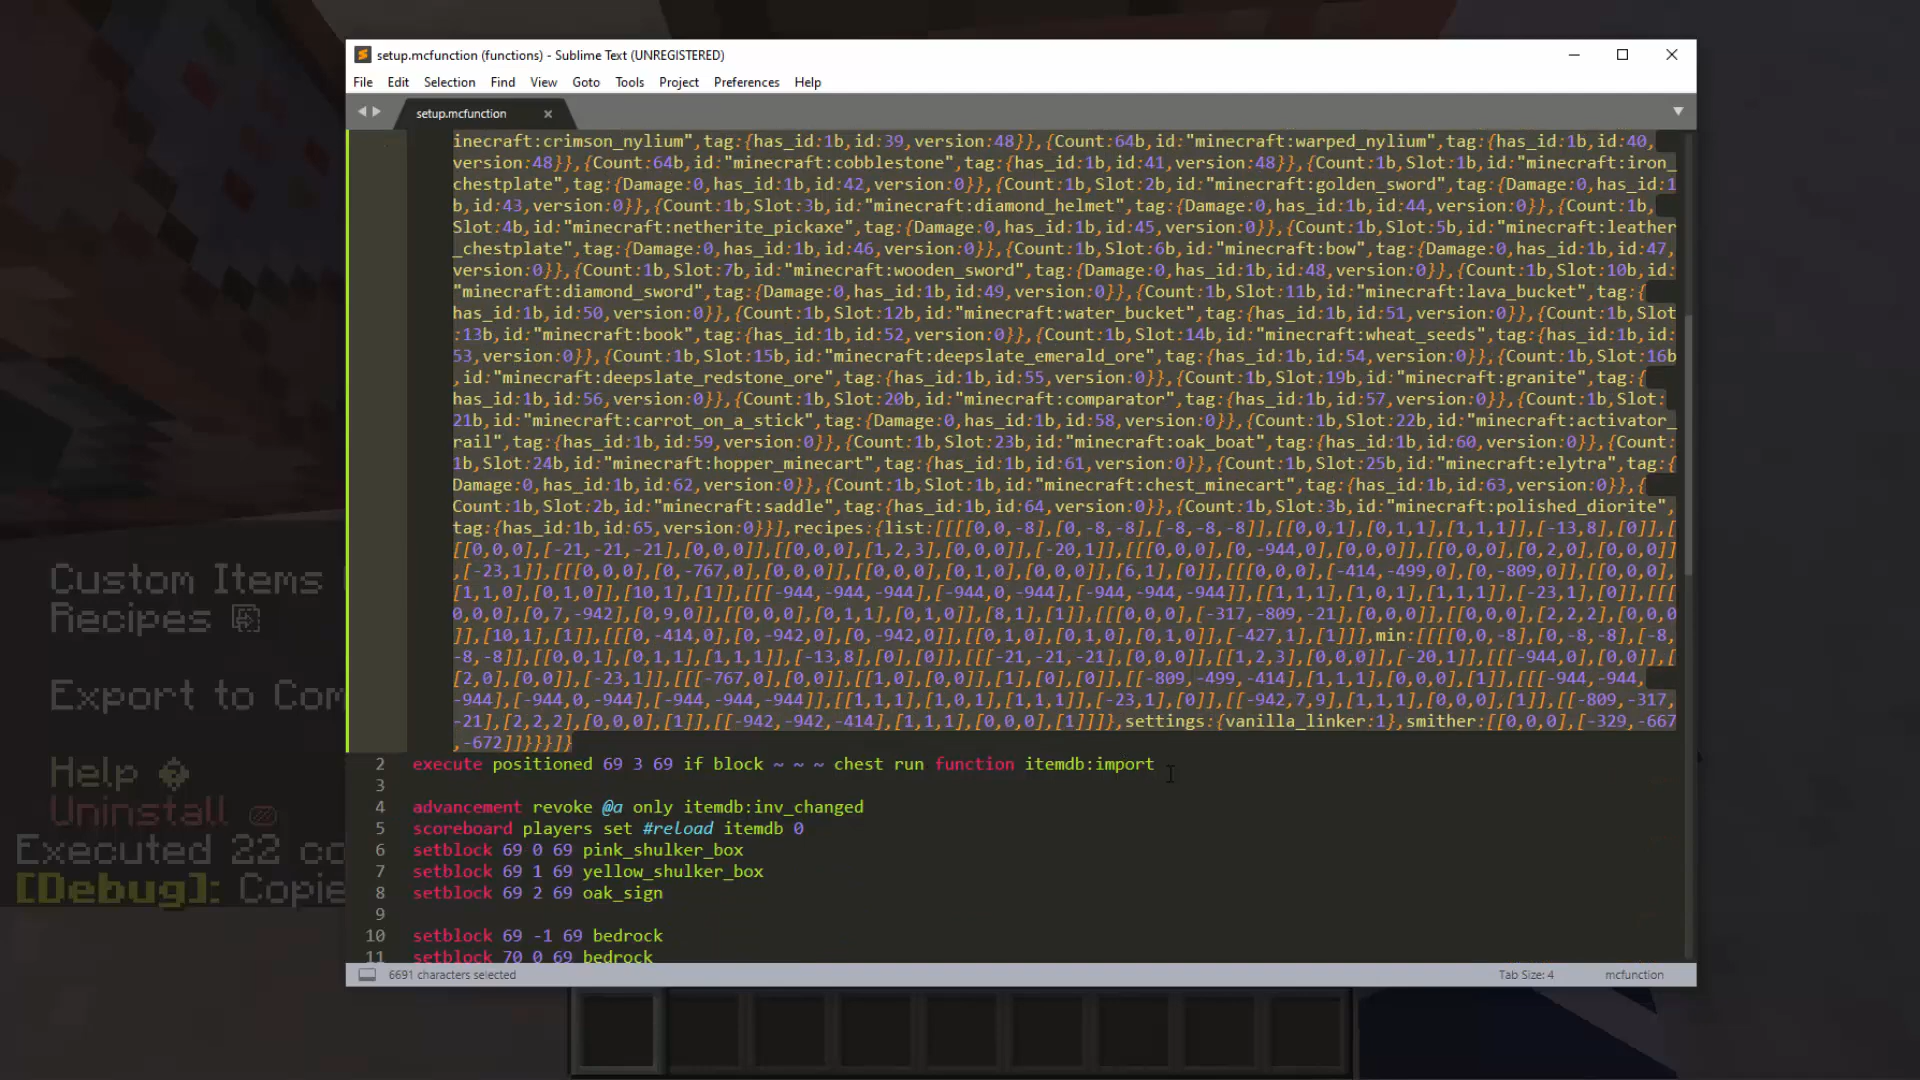 setup.mcfunction (functions) - Sublime Text (UNREGISTERED)
File Edit Selection Find View Goto Tools Project Preferences Help
setup.mcfunction
inecraft:crimson_nylium",tag:{has_id:1b,id:39,version:48}},{Count:64b,id:"minecraft:warped_nylium",tag:{has_id:1b,id:40,
version:48}},{Count:64b,id:"minecraft:cobblestone",tag:{has_id:1b,id:41,version:48}},{Count:1b,Slot:1b,id:"minecraft:iron_
chestplate",tag:{Damage:0,has_id:1b,id:42,version:0}},{Count:1b,Slot:2b,id:"minecraft:golden_sword",tag:{Damage:0,has_id:1
b,id:43,version:0}},{Count:1b,Slot:3b,id:"minecraft:diamond_helmet",tag:{Damage:0,has_id:1b,id:44,version:0}},{Count:1b,
Slot:4b,id:"minecraft:netherite_pickaxe",tag:{Damage:0,has_id:1b,id:45,version:0}},{Count:1b,Slot:5b,id:"minecraft:leather
_chestplate",tag:{Damage:0,has_id:1b,id:46,version:0}},{Count:1b,Slot:6b,id:"minecraft:bow",tag:{Damage:0,has_id:1b,id:47,
version:0}},{Count:1b,Slot:7b,id:"minecraft:wooden_sword",tag:{Damage:0,has_id:1b,id:48,version:0}},{Count:1b,Slot:10b,id:
"minecraft:diamond_sword",tag:{Damage:0,has_id:1b,id:49,version:0}},{Count:1b,Slot:11b,id:"minecraft:lava_bucket",tag:{
has_id:1b,id:50,version:0}},{Count:1b,Slot:12b,id:"minecraft:water_bucket",tag:{has_id:1b,id:51,version:0}},{Count:1b,Slot
:13b,id:"minecraft:book",tag:{has_id:1b,id:52,version:0}},{Count:1b,Slot:14b,id:"minecraft:wheat_seeds",tag:{has_id:1b,id:
53,version:0}},{Count:1b,Slot:15b,id:"minecraft:deepslate_emerald_ore",tag:{has_id:1b,id:54,version:0}},{Count:1b,Slot:16b
,id:"minecraft:deepslate_redstone_ore",tag:{has_id:1b,id:55,version:0}},{Count:1b,Slot:19b,id:"minecraft:granite",tag:{
has_id:1b,id:56,version:0}},{Count:1b,Slot:20b,id:"minecraft:comparator",tag:{has_id:1b,id:57,version:0}},{Count:1b,Slot:
21b,id:"minecraft:carrot_on_a_stick",tag:{Damage:0,has_id:1b,id:58,version:0}},{Count:1b,Slot:22b,id:"minecraft:activator_
rail",tag:{has_id:1b,id:59,version:0}},{Count:1b,Slot:23b,id:"minecraft:oak_boat",tag:{has_id:1b,id:60,version:0}},{Count:
1b,Slot:24b,id:"minecraft:hopper_minecart",tag:{has_id:1b,id:61,version:0}},{Count:1b,Slot:25b,id:"minecraft:elytra",tag:{
Damage:0,has_id:1b,id:62,version:0}},{Count:1b,Slot:1b,id:"minecraft:chest_minecart",tag:{has_id:1b,id:63,version:0}},{
Count:1b,Slot:2b,id:"minecraft:saddle",tag:{has_id:1b,id:64,version:0}},{Count:1b,Slot:3b,id:"minecraft:polished_diorite",
tag:{has_id:1b,id:65,version:0}}],recipes:{list:[[[[0,0,-8],[0,-8,-8],[-8,-8,-8]],[[0,0,1],[0,1,1],[1,1,1]],[-13,8],[0]],[
[[0,0,0],[-21,-21,-21],[0,0,0]],[[0,0,0],[1,2,3],[0,0,0]],[-20,1]],[[[0,0,0],[0,-944,0],[0,0,0]],[[0,0,0],[0,2,0],[0,0,0]]
,[-23,1]],[[[0,0,0],[0,-767,0],[0,0,0]],[[0,0,0],[0,1,0],[0,0,0]],[6,1],[0]],[[[0,0,0],[-414,-499,0],[0,-809,0]],[[0,0,0],
[1,1,0],[0,1,0]],[10,1],[1]],[[[-944,-944,-944],[-944,0,-944],[-944,-944,-944]],[[1,1,1],[1,0,1],[1,1,1]],[-23,1],[0]],[[[
0,0,0],[0,7,-942],[0,9,0]],[[0,0,0],[0,1,1],[0,1,0]],[8,1],[1]],[[[0,0,0],[-317,-809,-21],[0,0,0]],[[0,0,0],[2,2,2],[0,0,0
]],[10,1],[1]],[[[0,-414,0],[0,-942,0],[0,-942,0]],[[0,1,0],[0,1,0],[0,1,0]],[-427,1],[1]]],min:[[[[0,0,-8],[0,-8,-8],[-8,
-8,-8]],[[0,0,1],[0,1,1],[1,1,1]],[-13,8],[0],[0]],[[[-21,-21,-21],[0,0,0]],[[1,2,3],[0,0,0]],[-20,1]],[[[-944,0],[0,0]],[
[2,0],[0,0]],[-23,1]],[[[-767,0],[0,0]],[[1,0],[0,0]],[1],[0],[0]],[[-809,-499,-414],[1,1,1],[0,0,0],[1]],[[[-944,-944,
-944],[-944,0,-944],[-944,-944,-944]],[[1,1,1],[1,0,1],[1,1,1]],[-23,1],[0]],[[-942,7,9],[1,1,1],[0,0,0],[1]],[[-809,-317,
-21],[2,2,2],[0,0,0],[1]],[[-942,-942,-414],[1,1,1],[0,0,0],[1]]]},settings:{vanilla_linker:1},smither:[[0,0,0],[-329,-667
,-672]]}}}]}
2 execute positioned 69 3 69 if block ~ ~ ~ chest run function itemdb:import
3
4 advancement revoke @a only itemdb:inv_changed
5 scoreboard players set #reload itemdb 0
6 setblock 69 0 69 pink_shulker_box
7 setblock 69 1 69 yellow_shulker_box
8 setblock 69 2 69 oak_sign
9
10 setblock 69 -1 69 bedrock
11 setblock 70 0 69 bedrock
6691 characters selected Tab Size: 4 mcfunction
Custom Items
Recipes
Export to Com
Help
Uninstall
Executed 22 co
[Debug]: Copie